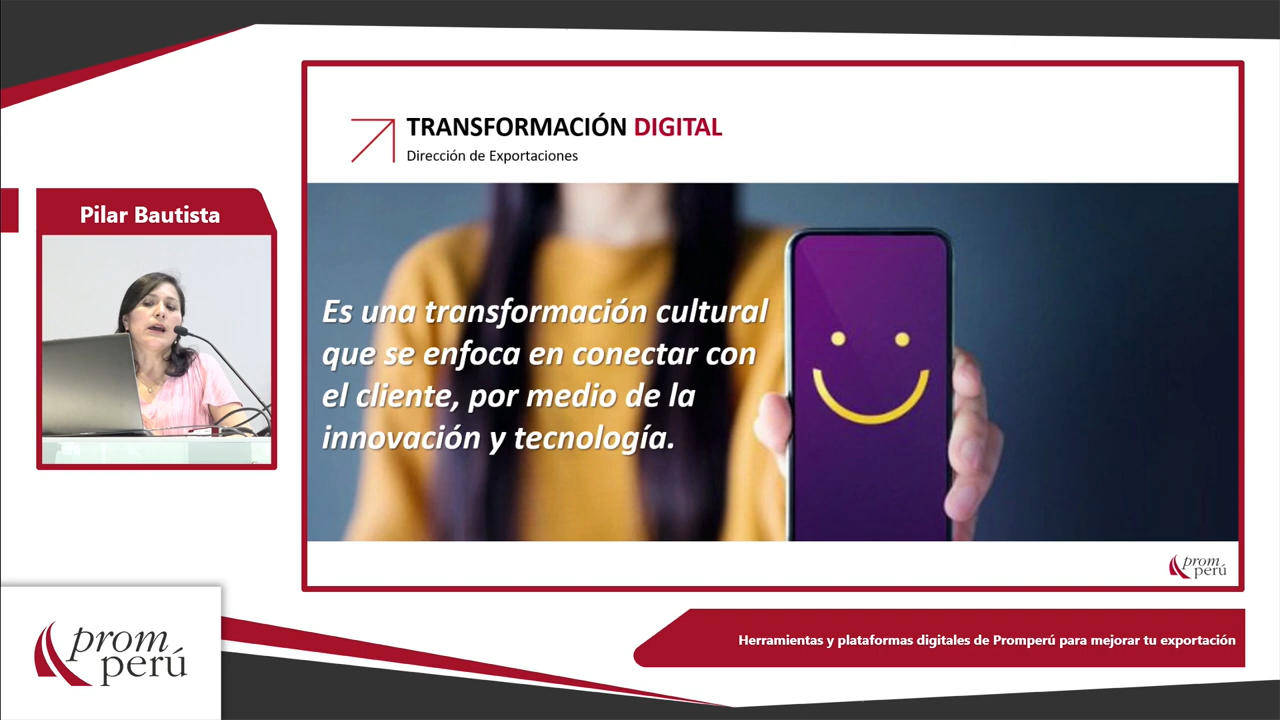 TRANSFORMACIÓN DIGITAL
Dirección de Exportaciones
Pilar Bautista
Es una transformación cultural
que se enfoca en conectar con
el cliente, por medio de la
innovación y tecnología.
prom
perú
Herramientas y plataformas digitales de Promperú para mejorar tu exportación
prom
perú